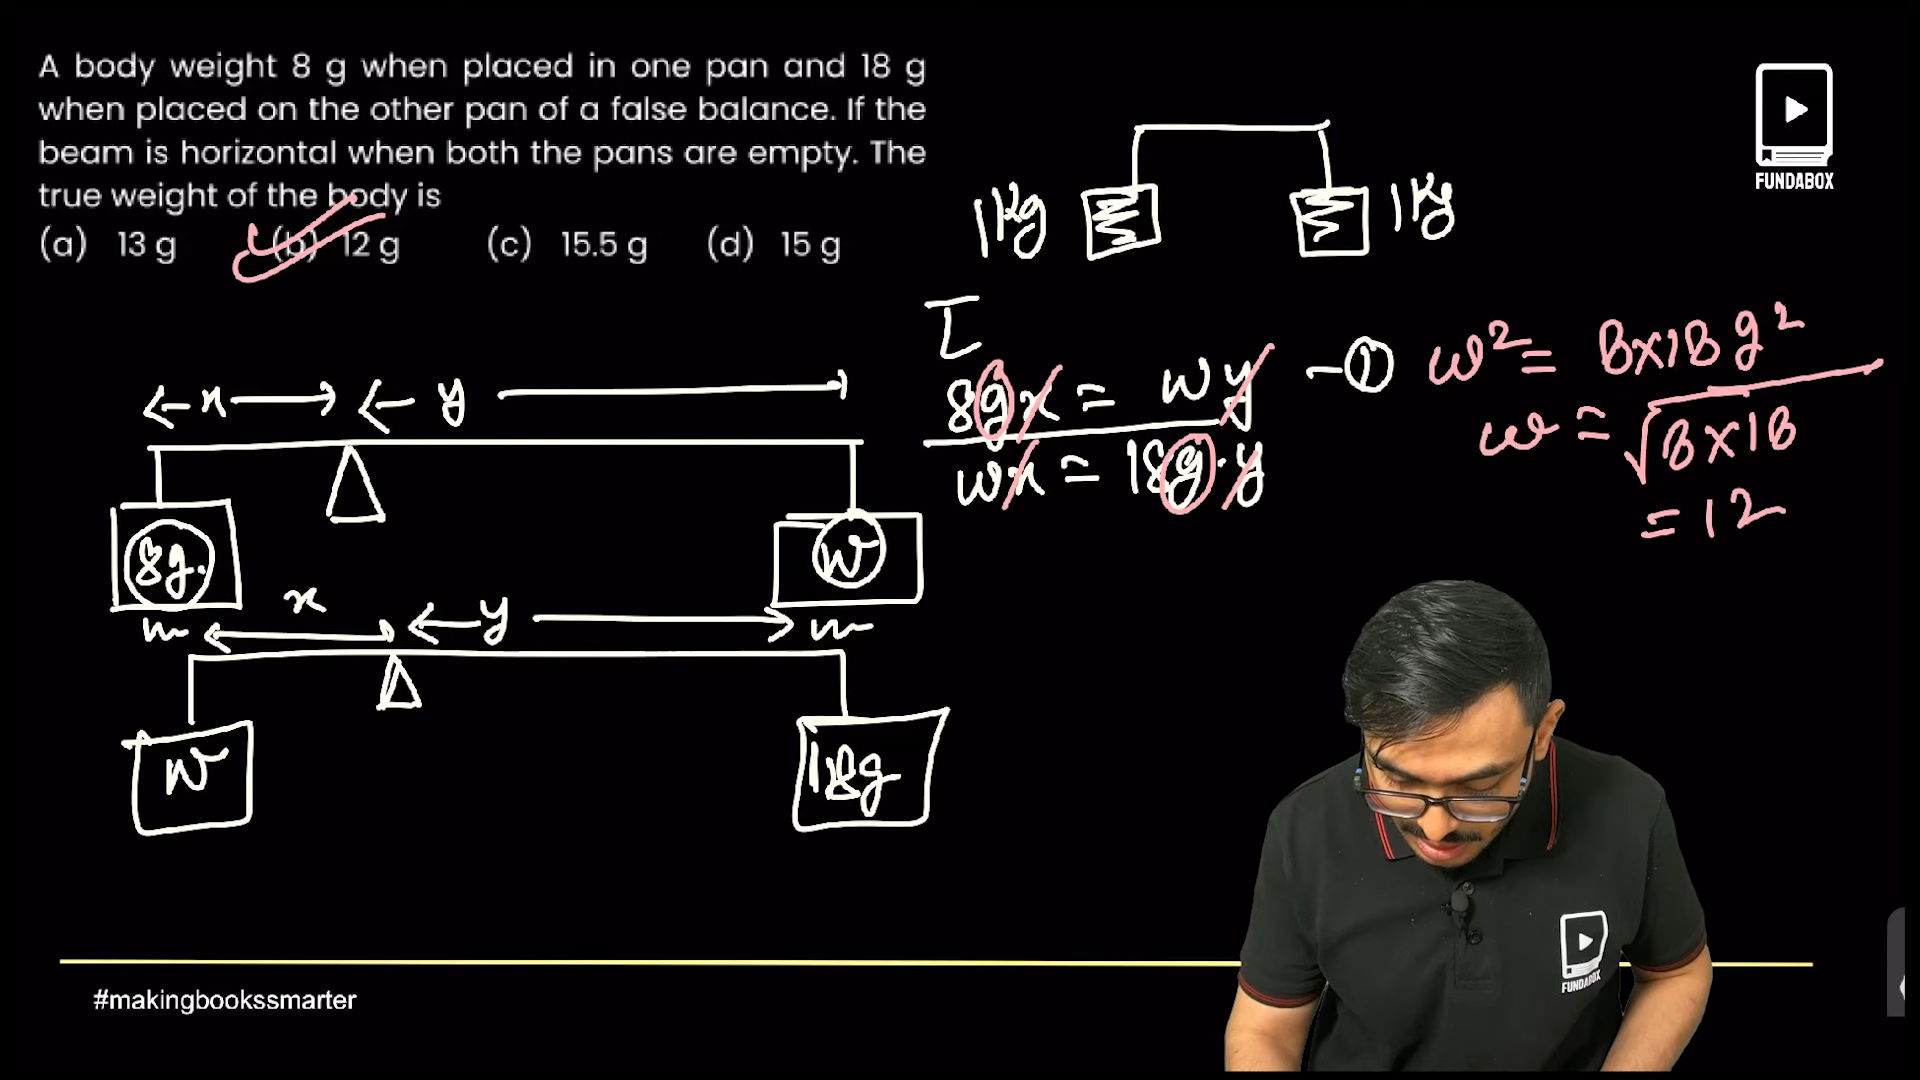 A body weight 8 g when placed in one pan and 18 g
when placed on the other pan of a false balance. If the
beam is horizontal when both the pans are empty. The
true weight of the body is
(a) 13 g (b) 12 g (c) 15.5 g (d) 15 g
FUNDABOX
1kg 1kg
x y
8gx = wy -①
wx = 18g.y
w² = 8×18 g²
w = √8×18
= 12
8g. w
m x y m
w 18g
FUNDABOX
#makingbookssmarter